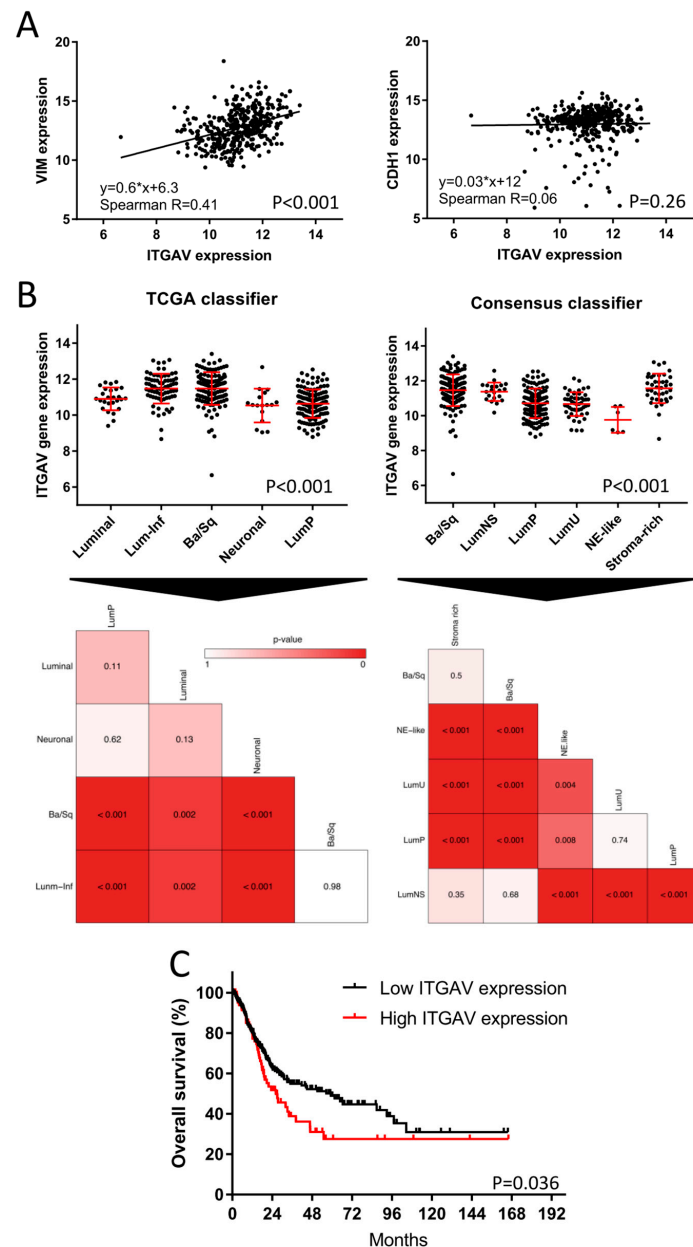 A
20
15
10
5
VIM expression
y=0.6*x+6.3
Spearman R=0.41
P<0.001
6 8 10 12 14
ITGAV expression
20
15
10
5
CDH1 expression
y=0.03*x+12
Spearman R=0.06
P=0.26
6 8 10 12 14
ITGAV expression
B
TCGA classifier
14
12
10
8
6
ITGAV gene expression
P<0.001
Luminal
Lum-Inf
Ba/Sq
Neuronal
LumP
Consensus classifier
14
12
10
8
6
ITGAV gene expression
P<0.001
Ba/Sq
LumNS
LumP
LumU
NE-like
Stroma-rich
p-value
1 0
LumP
Luminal 0.11
Luminal
Neuronal 0.62 0.13
Neuronal
Ba/Sq < 0.001 0.002 < 0.001
Ba/Sq
Lunm-Inf < 0.001 0.002 < 0.001 0.98
Stroma rich
Ba/Sq 0.5
Ba/Sq
NE-like < 0.001 < 0.001
NE.like
LumU < 0.001 < 0.001 0.004
LumU
LumP < 0.001 < 0.001 0.008 0.74
LumP
LumNS 0.35 0.68 < 0.001 < 0.001 < 0.001
C
100
80
60
40
20
0
Overall survival (%)
Low ITGAV expression
High ITGAV expression
P=0.036
0 24 48 72 96 120 144 168 192
Months